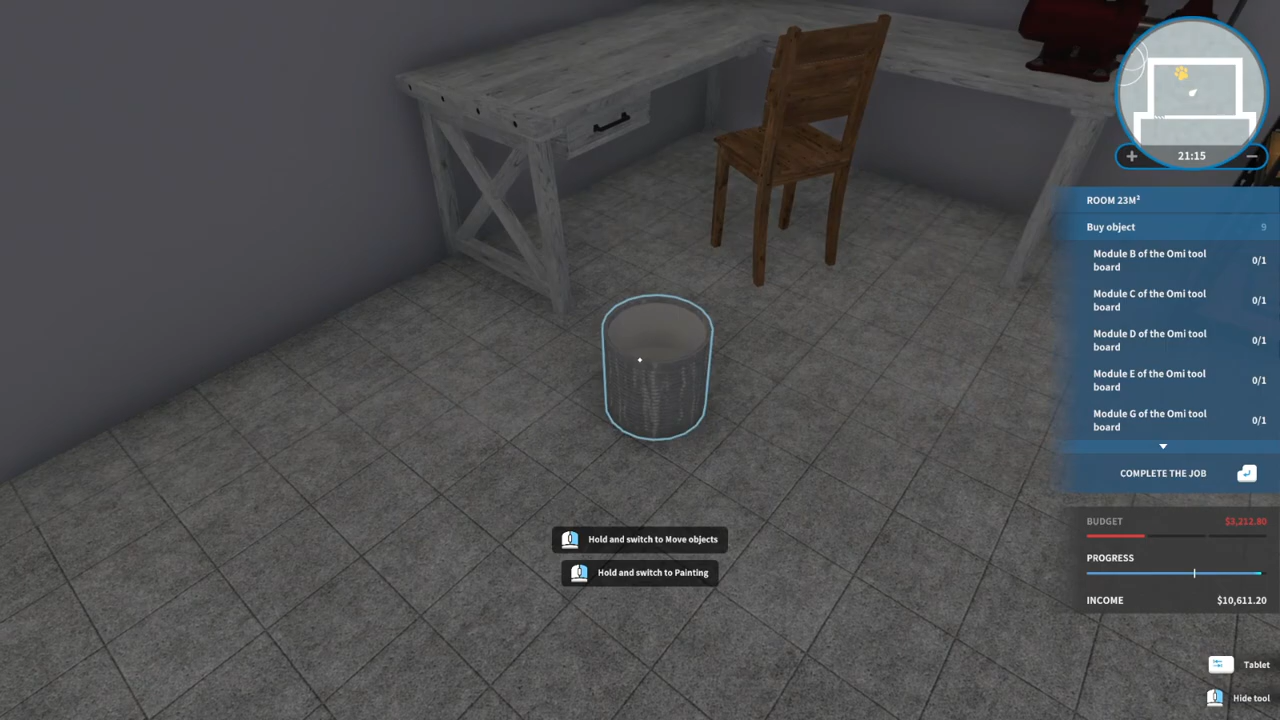 21:15
ROOM 23M²
Buy object 9
Module B of the Omi tool
board 0/1
Module C of the Omi tool
board 0/1
Module D of the Omi tool
board 0/1
Module E of the Omi tool
board 0/1
Module G of the Omi tool
board 0/1
COMPLETE THE JOB
BUDGET $3,212.80
PROGRESS
INCOME $10,611.20
Hold and switch to Move objects
Hold and switch to Painting
Tablet
Hide tool